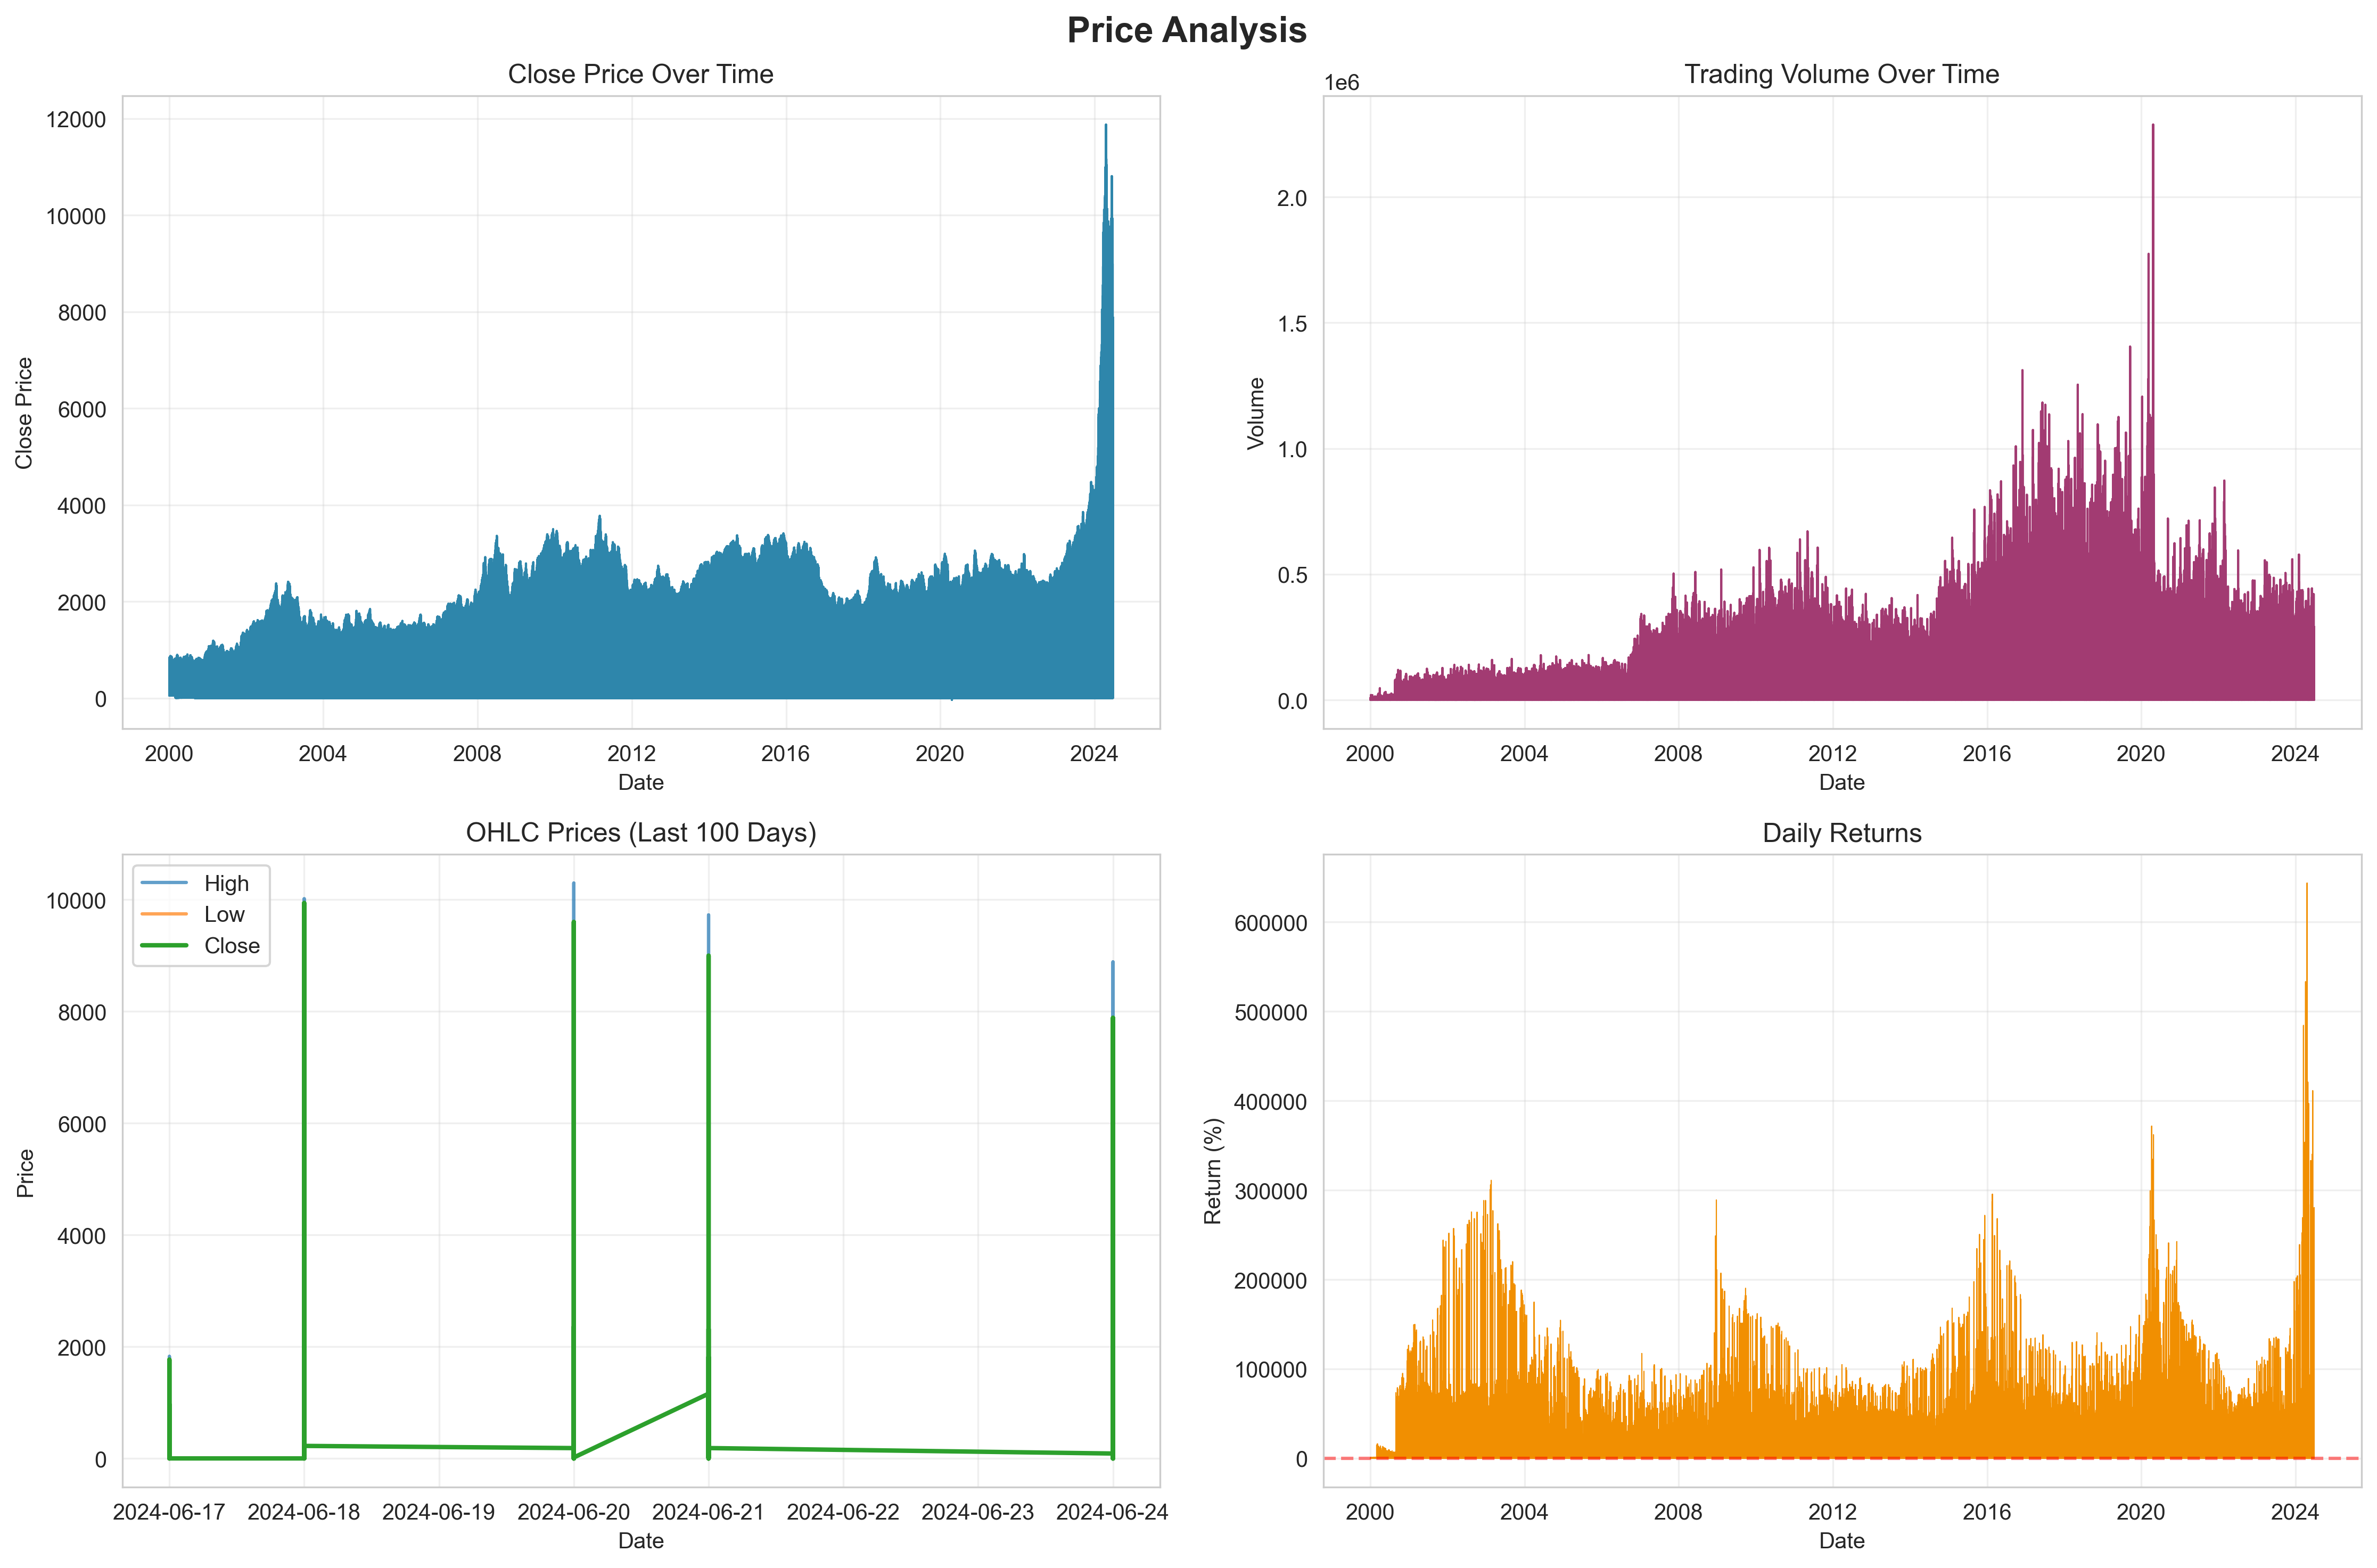 Price Analysis
Close Price Over Time
12000
10000
8000
6000
4000
2000
0
Close Price
2000 2004 2008 2012 2016 2020 2024
Date
Trading Volume Over Time
1e6
2.0
1.5
1.0
0.5
0.0
Volume
2000 2004 2008 2012 2016 2020 2024
Date
OHLC Prices (Last 100 Days)
High
Low
Close
10000
8000
6000
4000
2000
0
Price
2024-06-17 2024-06-18 2024-06-19 2024-06-20 2024-06-21 2024-06-22 2024-06-23 2024-06-24
Date
Daily Returns
600000
500000
400000
300000
200000
100000
0
Return (%)
2000 2004 2008 2012 2016 2020 2024
Date